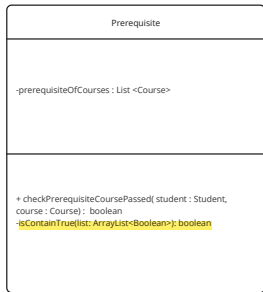 Prerequisite
-prerequisiteOfCourses : List <Course>
+ checkPrerequisiteCoursePassed( student : Student,
course : Course) : boolean
-isContainTrue(list: ArrayList<Boolean>): boolean